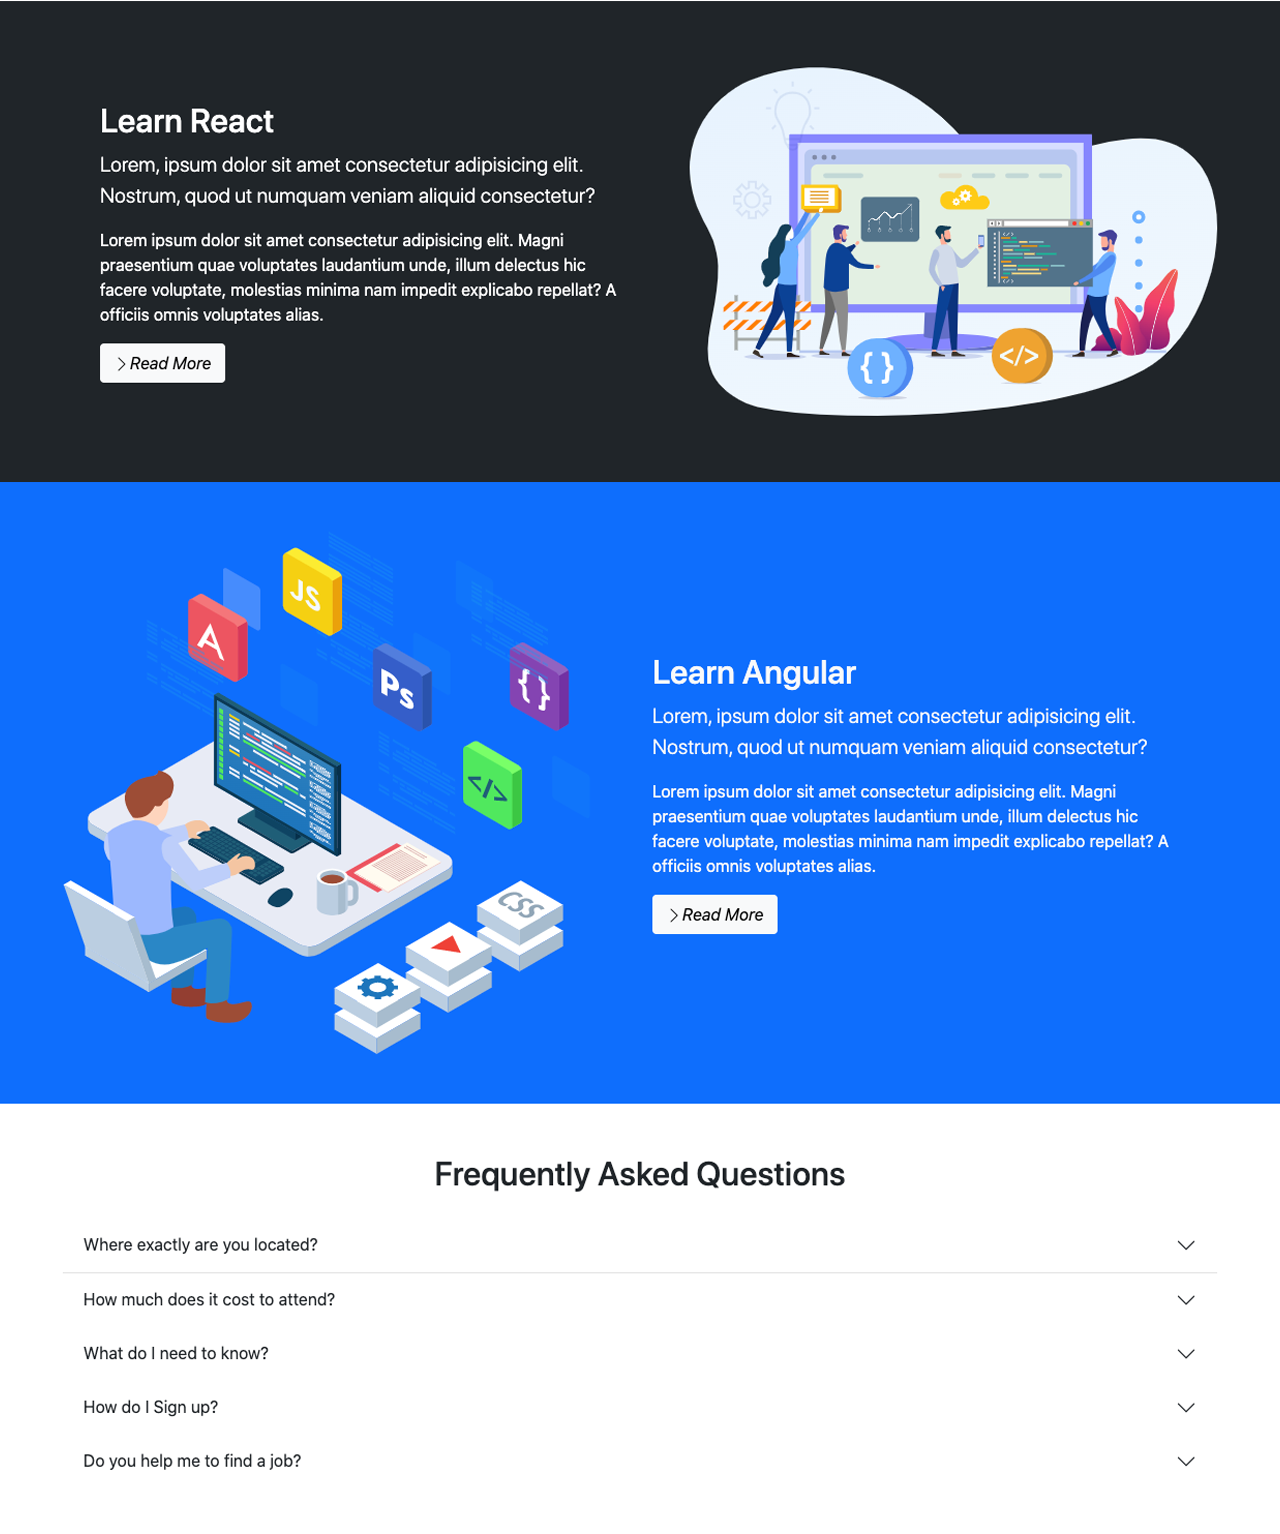 Learn React
Lorem, ipsum dolor sit amet consectetur adipisicing elit.
Nostrum, quod ut numquam veniam aliquid consectetur?
Lorem ipsum dolor sit amet consectetur adipisicing elit. Magni
praesentium quae voluptates laudantium unde, illum delectus hic
facere voluptate, molestias minima nam impedit explicabo repellat? A
officiis omnis voluptates alias.
Read More
{ }
</>
JS
A
Ps
{}
</>
CSS
Learn Angular
Lorem, ipsum dolor sit amet consectetur adipisicing elit.
Nostrum, quod ut numquam veniam aliquid consectetur?
Lorem ipsum dolor sit amet consectetur adipisicing elit. Magni
praesentium quae voluptates laudantium unde, illum delectus hic
facere voluptate, molestias minima nam impedit explicabo repellat? A
officiis omnis voluptates alias.
Read More
Frequently Asked Questions
Where exactly are you located?
How much does it cost to attend?
What do I need to know?
How do I Sign up?
Do you help me to find a job?